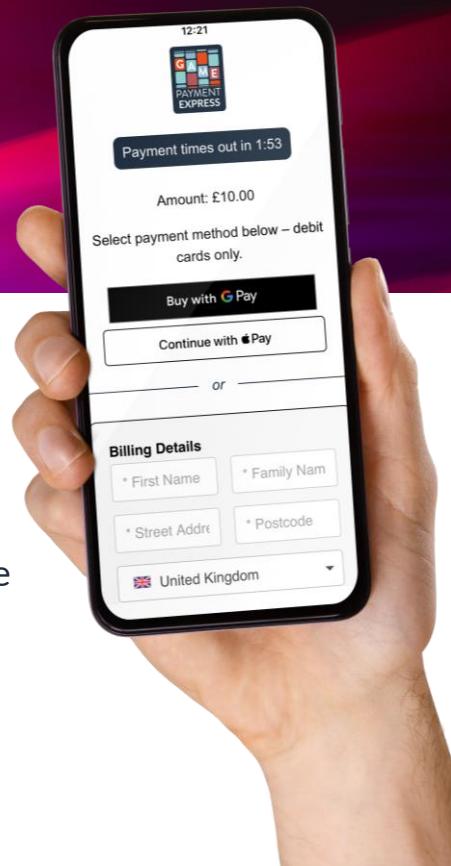 12:21
GAME
PAYMENT
EXPRESS
Payment times out in 1:53
Amount: £10.00
Select payment method below – debit
cards only.
Buy with G Pay
Continue with Pay
or
Billing Details
* First Name * Family Nam
* Street Addre * Postcode
United Kingdom
e